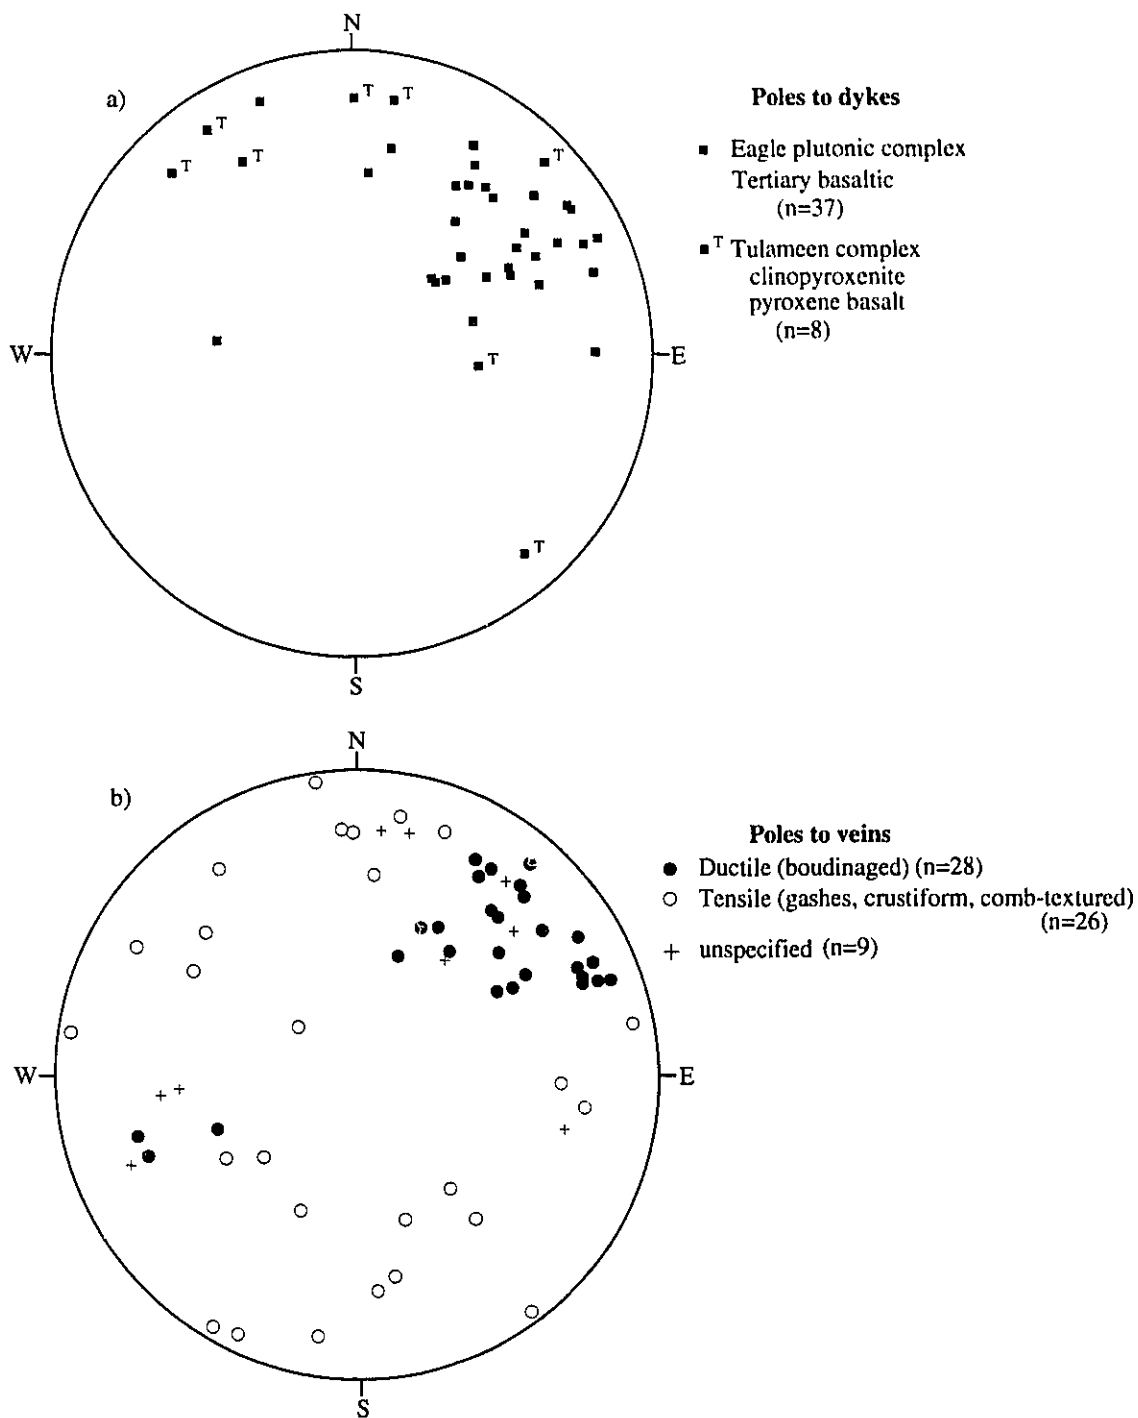 N
a)
T
T
T
T
T
T
Poles to dykes
Eagle plutonic complex
Tertiary basaltic
(n=37)
T Tulameen complex
clinopyroxenite
pyroxene basalt
(n=8)
W
E
T
T
S
N
b)
Poles to veins
Ductile (boudinaged) (n=28)
Tensile (gashes, crustiform, comb-textured)
(n=26)
unspecified (n=9)
W
E
S